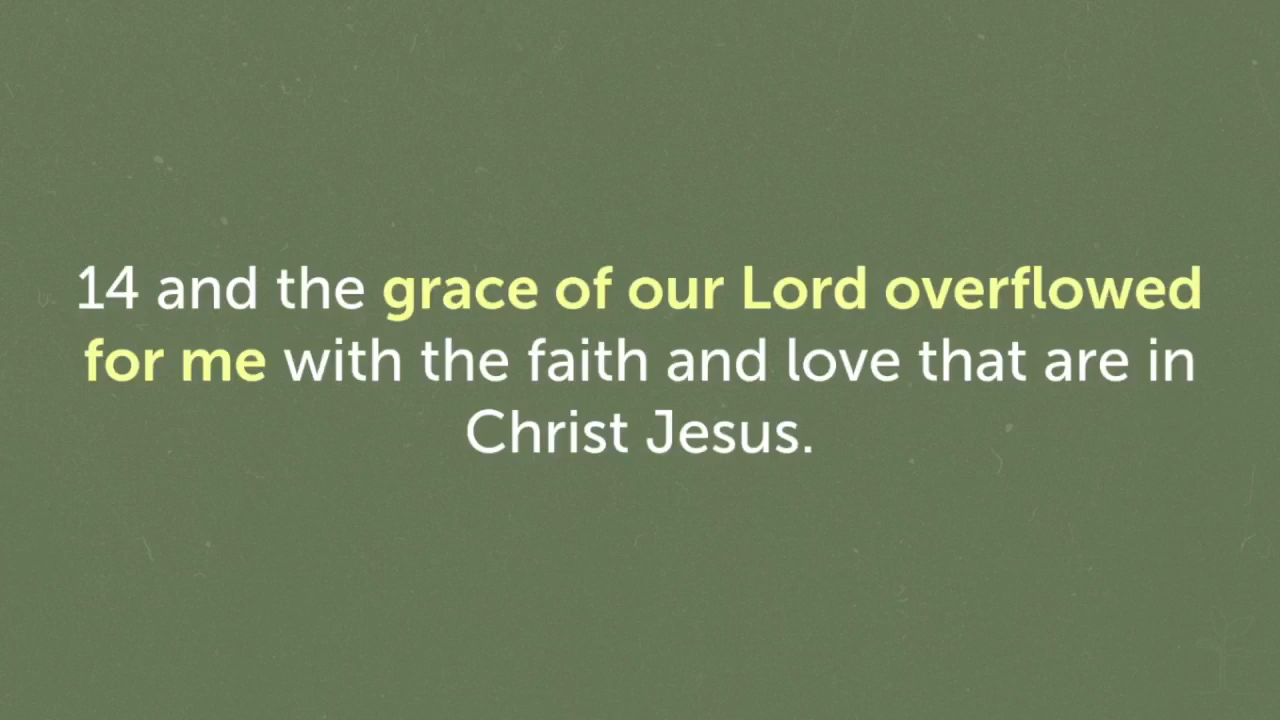 14 and the grace of our Lord overflowed
for me with the faith and love that are in
Christ Jesus.